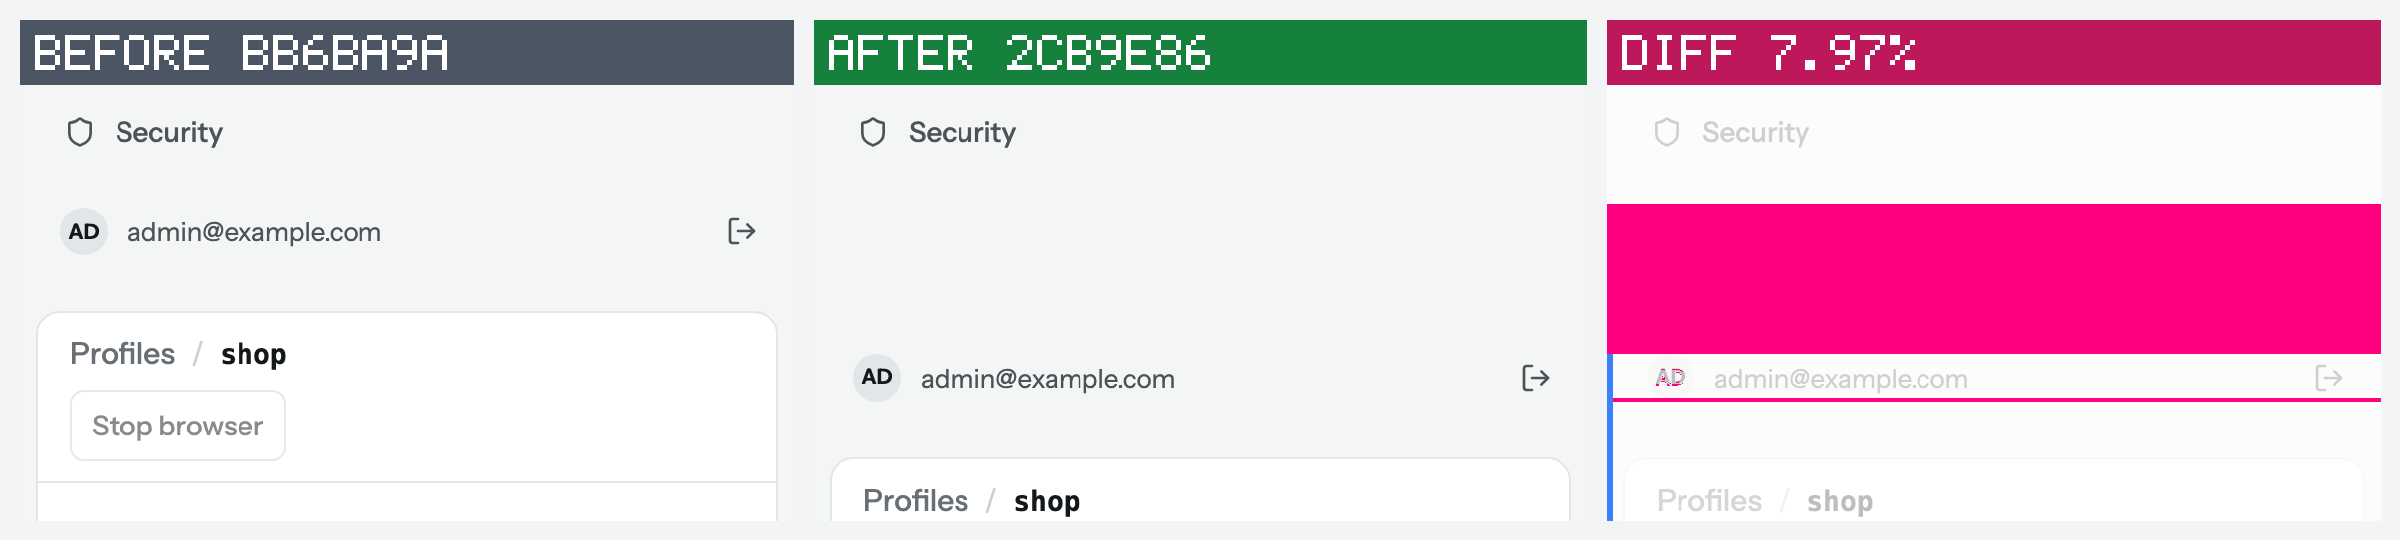 BEFORE BB6BA9A
Security
AD admin@example.com
Profiles / shop
Stop browser
AFTER 2CB9E86
Security
AD admin@example.com
Profiles / shop
DIFF 7.97%
Security
AD admin@example.com
Profiles / shop